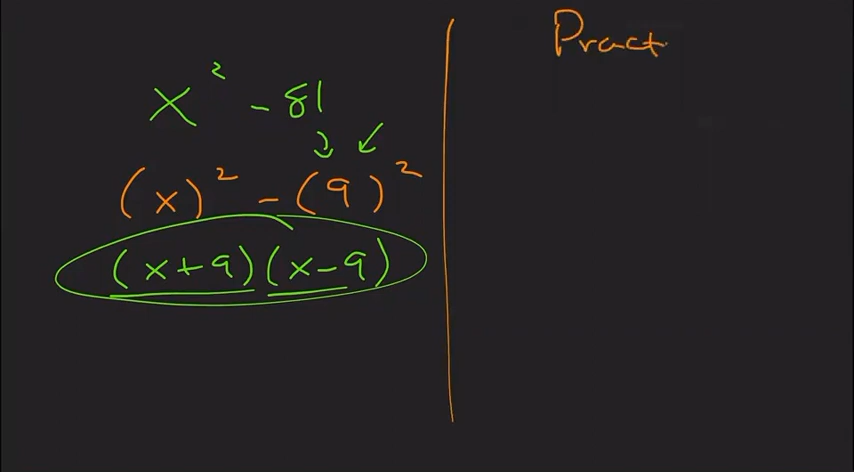 x² - 81
(x)² - (9)²
(x+9)(x-9)
Pract